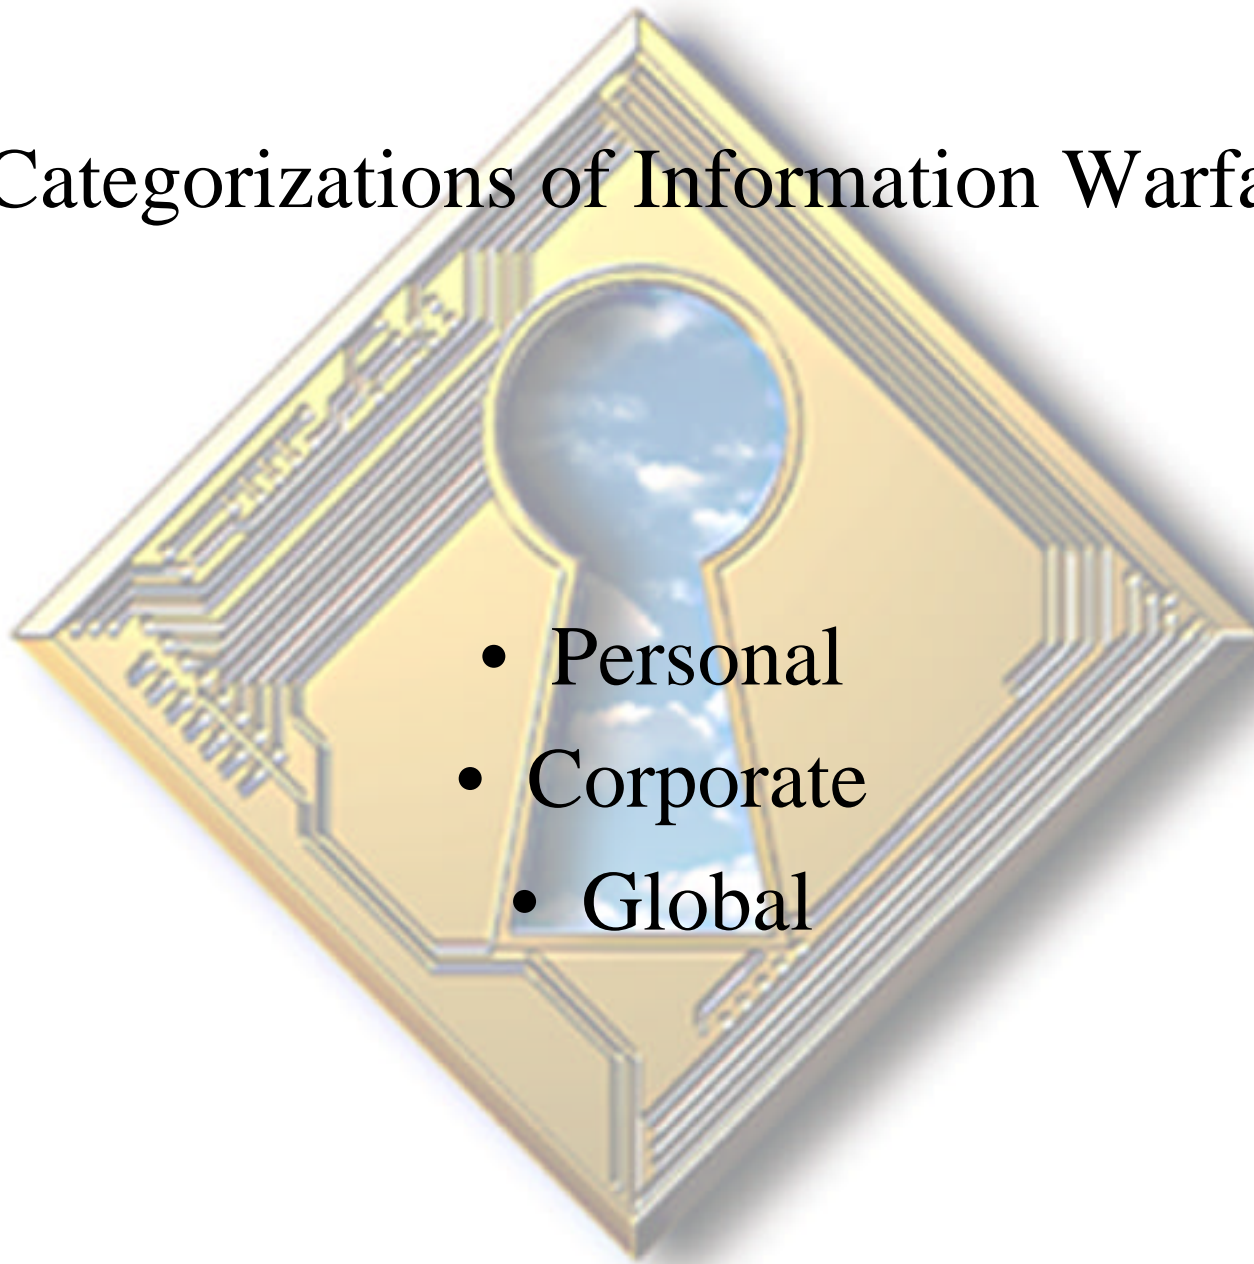 Categorizations of Information Warfa
• Personal
• Corporate
• Global